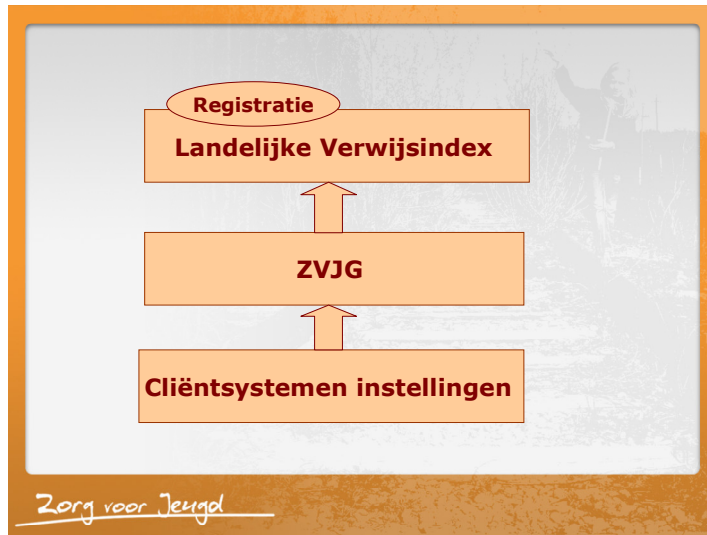 Registratie
Landelijke Verwijsindex
ZVJG
Cliëntsystemen instellingen
Zorg voor Jeugd